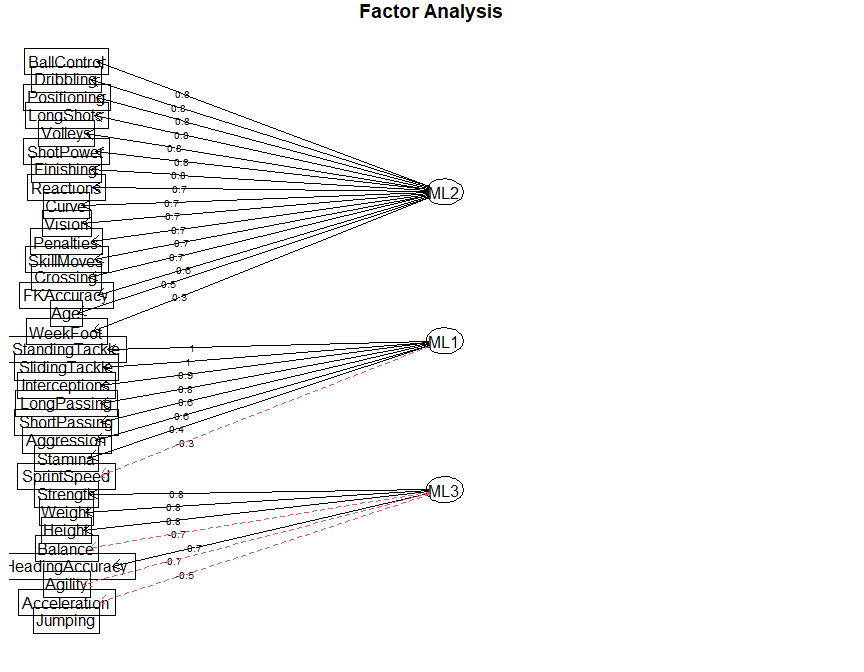 Factor Analysis
BallControl
Dribbling
Positioning
LongShots
Volleys
ShotPower
Finishing
Reactions
Curve
Vision
Penalties
SkillMoves
Crossing
FKAccuracy
Age
WeekFoot
StandingTackle
SlidingTackle
Interceptions
LongPassing
ShortPassing
Aggression
Stamina
SprintSpeed
Strength
Weight
Height
Balance
HeadingAccuracy
Agility
Acceleration
Jumping
0.8
0.8
0.8
0.8
0.8
0.8
0.8
0.7
0.7
0.7
0.7
0.7
0.7
0.6
0.5
0.3
1
1
0.9
0.8
0.6
0.6
0.4
-0.3
0.8
0.8
0.8
-0.7
0.7
-0.7
-0.5
ML2
ML1
ML3